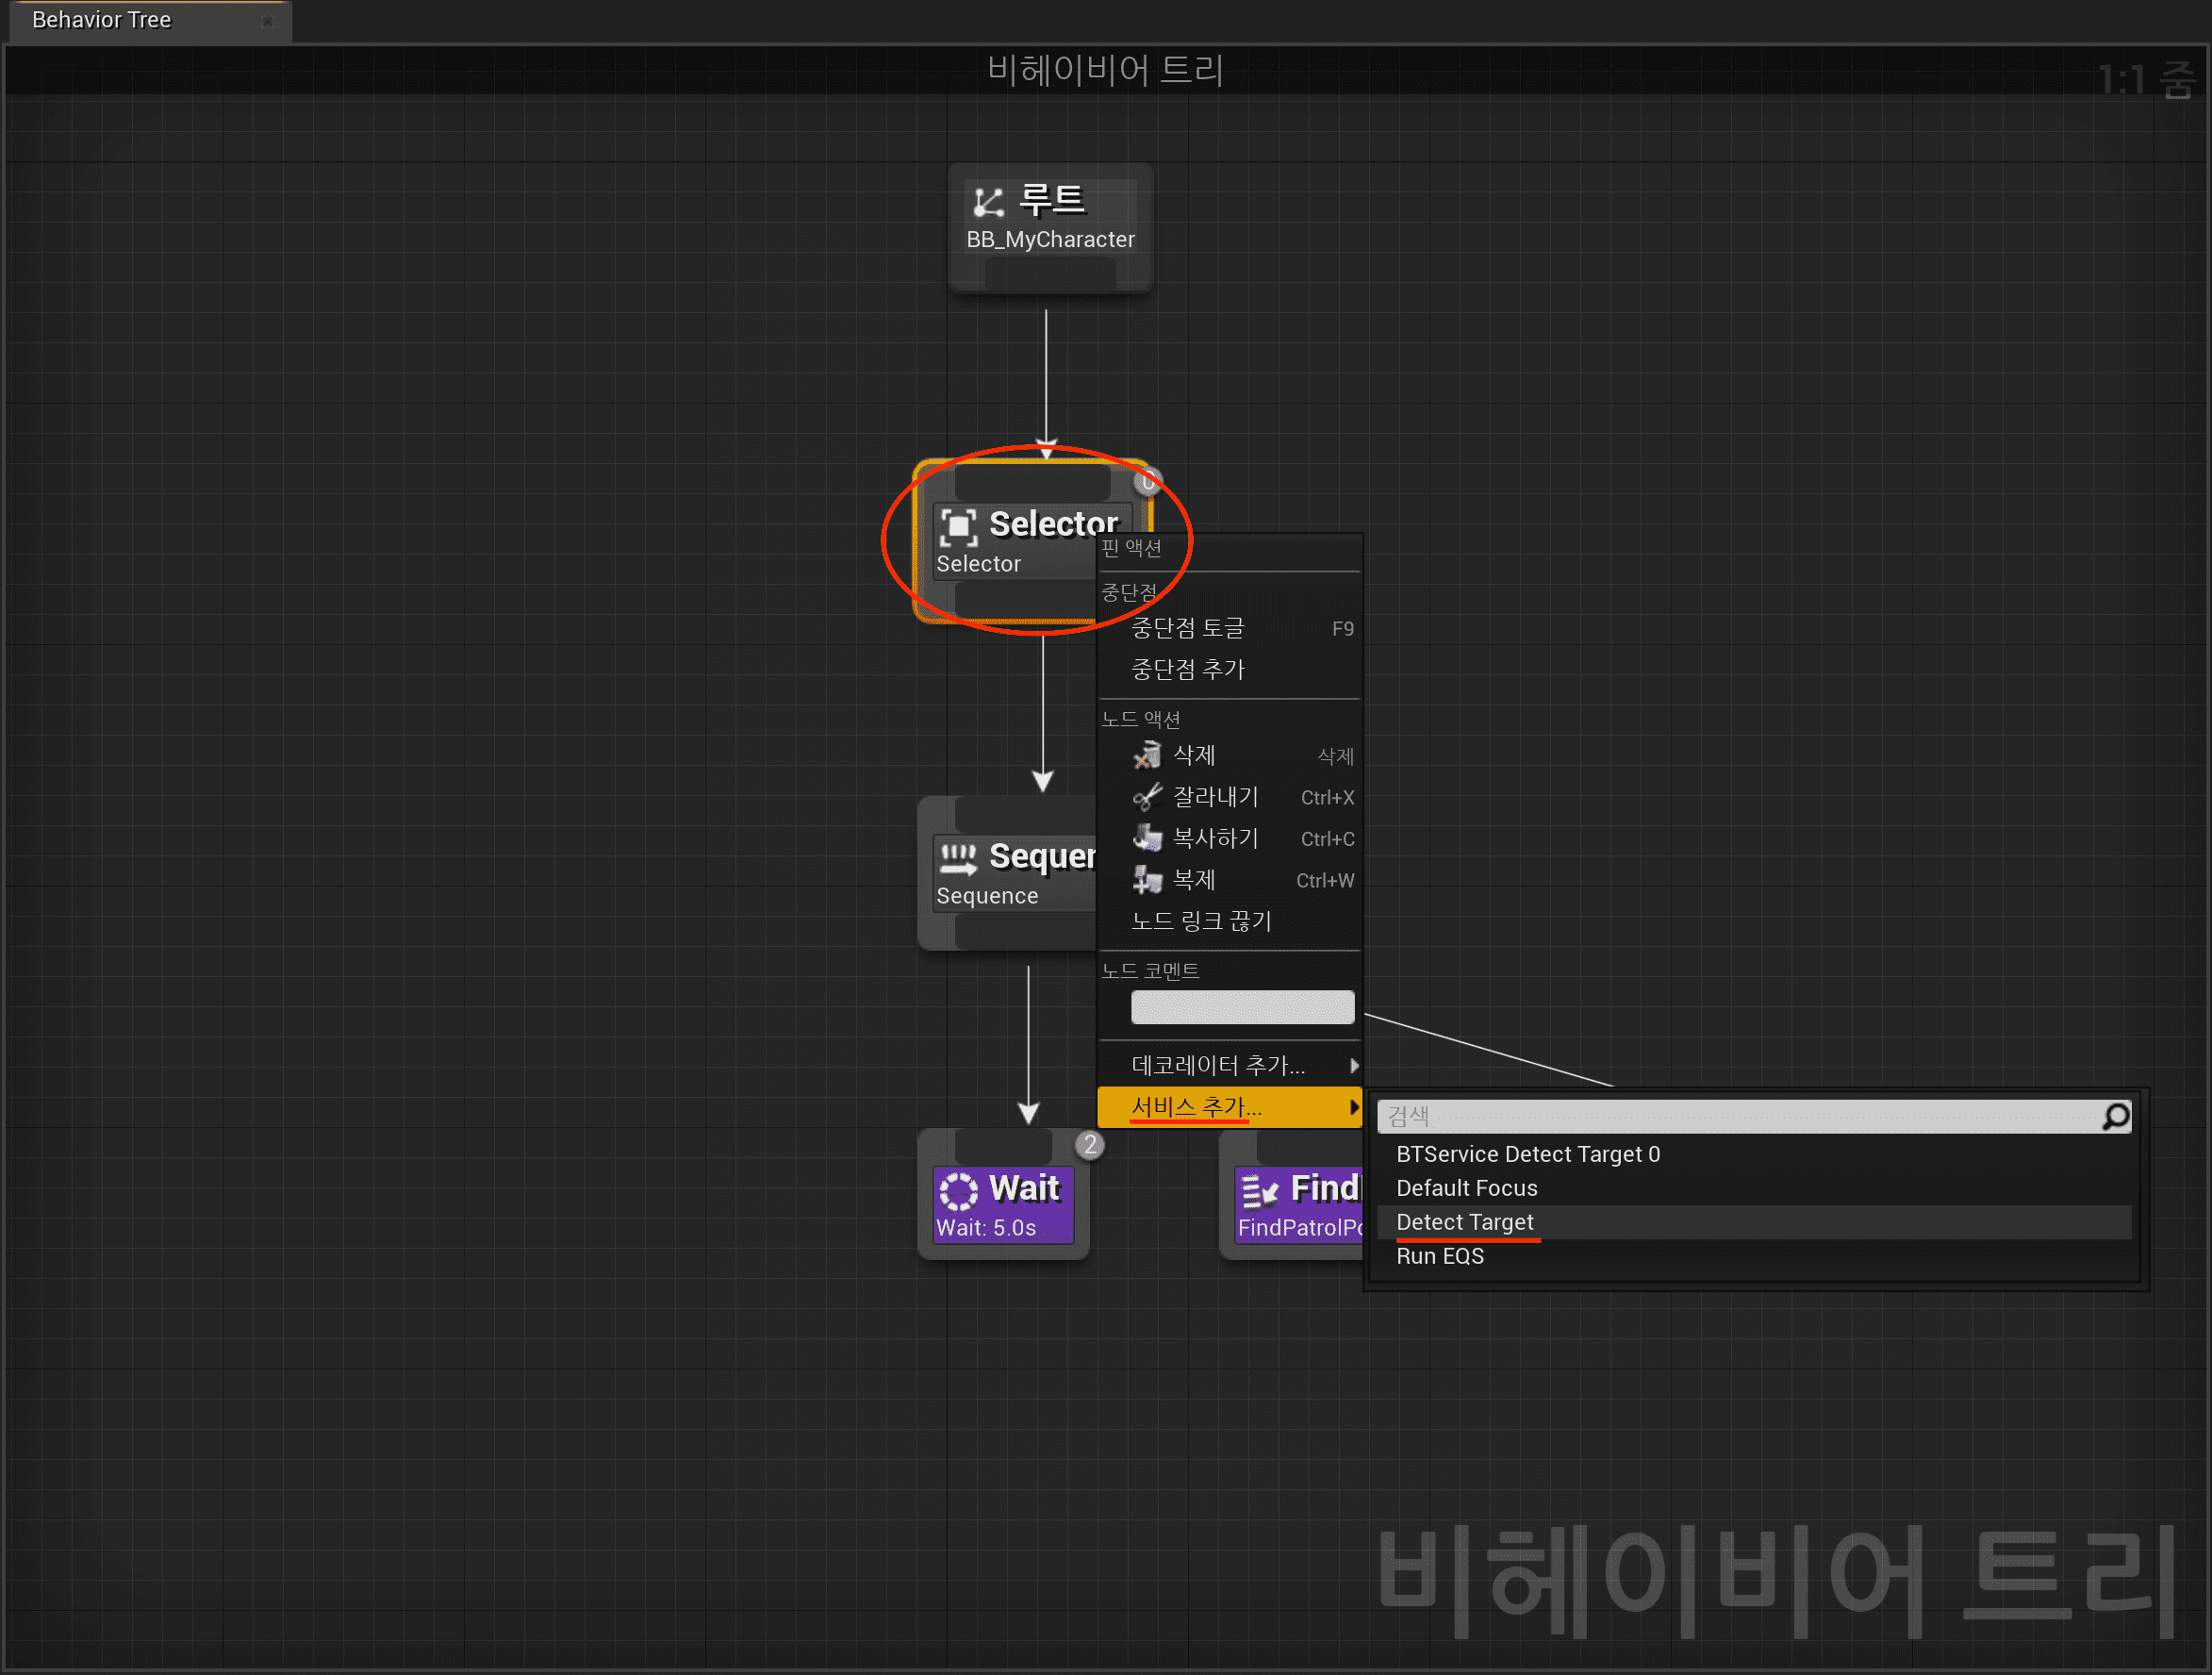 Behavior Tree
비헤이비어 트리
1:1 줌
루트
BB_MyCharacter
0
Selector
Selector
핀 액션
중단점
중단점 토글 F9
중단점 추가
노드 액션
삭제 삭제
잘라내기 Ctrl+X
복사하기 Ctrl+C
복제 Ctrl+W
노드 링크 끊기
노드 코멘트
데코레이터 추가...
서비스 추가...
Sequen
Sequence
검색
BTService Detect Target 0
Default Focus
Detect Target
Run EQS
2
Wait
Wait: 5.0s
Find
FindPatrolPo
비헤이비어 트리